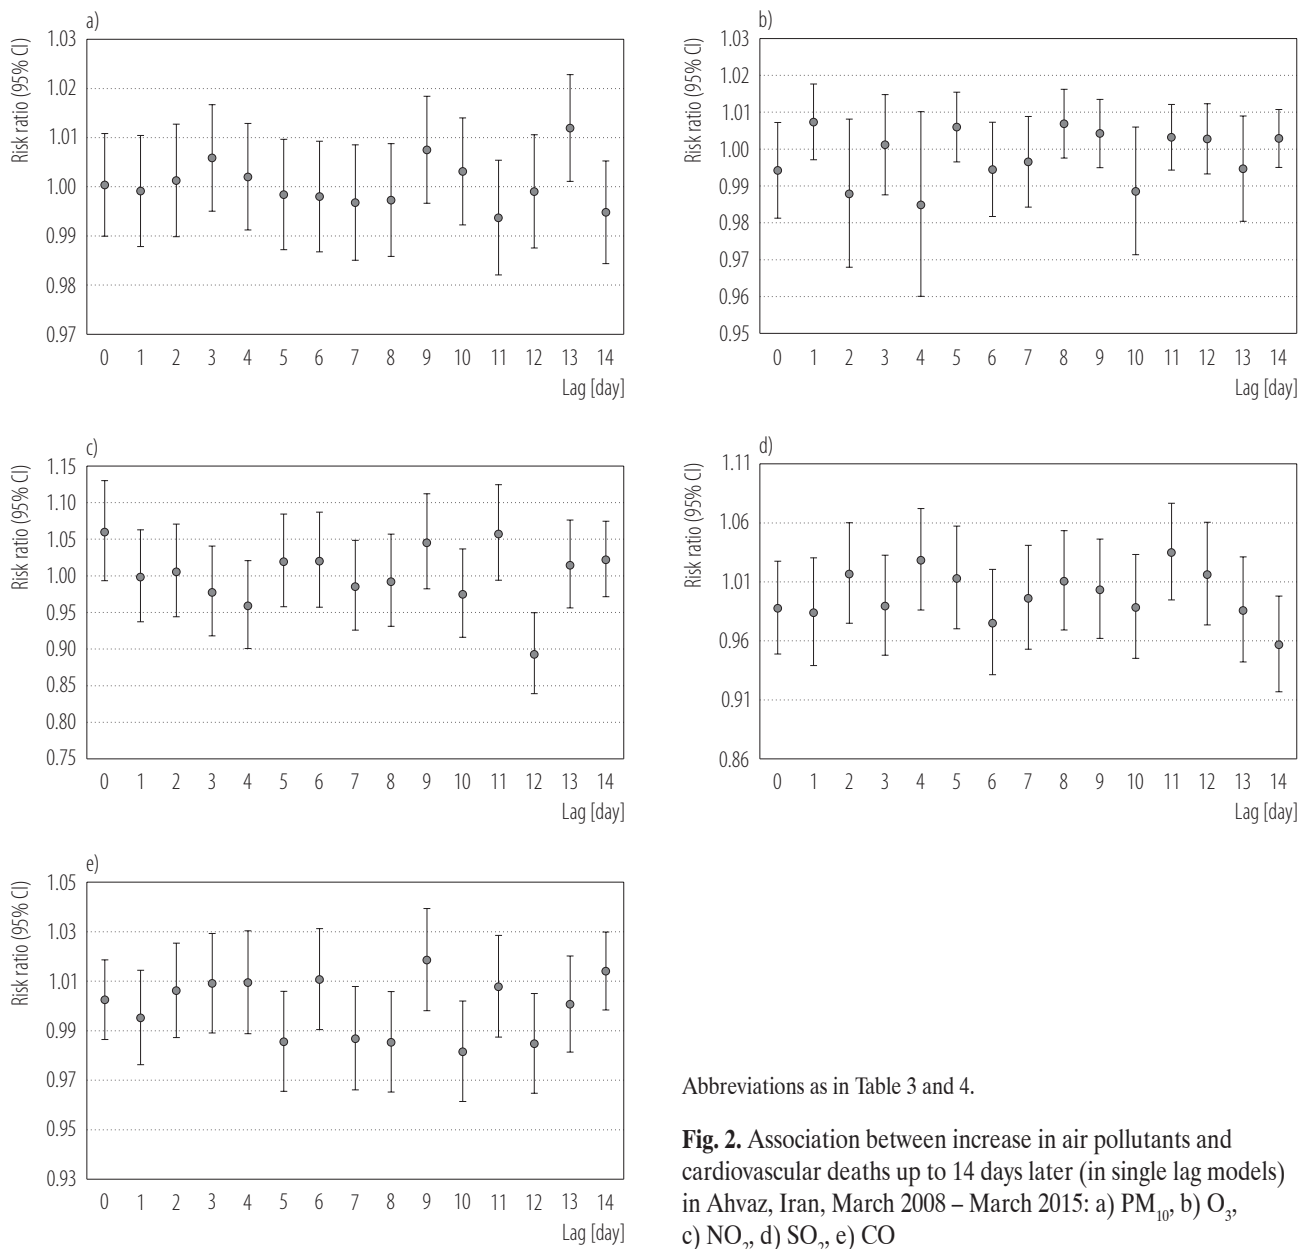 a)
Risk ratio (95% CI)
1.03
1.02
1.01
1.00
0.99
0.98
0.97
0 1 2 3 4 5 6 7 8 9 10 11 12 13 14
Lag [day]
b)
Risk ratio (95% CI)
1.03
1.02
1.01
1.00
0.99
0.98
0.97
0.96
0.95
0 1 2 3 4 5 6 7 8 9 10 11 12 13 14
Lag [day]
c)
Risk ratio (95% CI)
1.15
1.10
1.05
1.00
0.95
0.90
0.85
0.80
0.75
0 1 2 3 4 5 6 7 8 9 10 11 12 13 14
Lag [day]
d)
Risk ratio (95% CI)
1.11
1.06
1.01
0.96
0.91
0.86
0 1 2 3 4 5 6 7 8 9 10 11 12 13 14
Lag [day]
e)
Risk ratio (95% CI)
1.05
1.03
1.01
0.99
0.97
0.95
0.93
0 1 2 3 4 5 6 7 8 9 10 11 12 13 14
Lag [day]
Abbreviations as in Table 3 and 4.
Fig. 2. Association between increase in air pollutants and
cardiovascular deaths up to 14 days later (in single lag models)
in Ahvaz, Iran, March 2008 – March 2015: a) PM₁₀, b) O₃,
c) NO₂, d) SO₂, e) CO